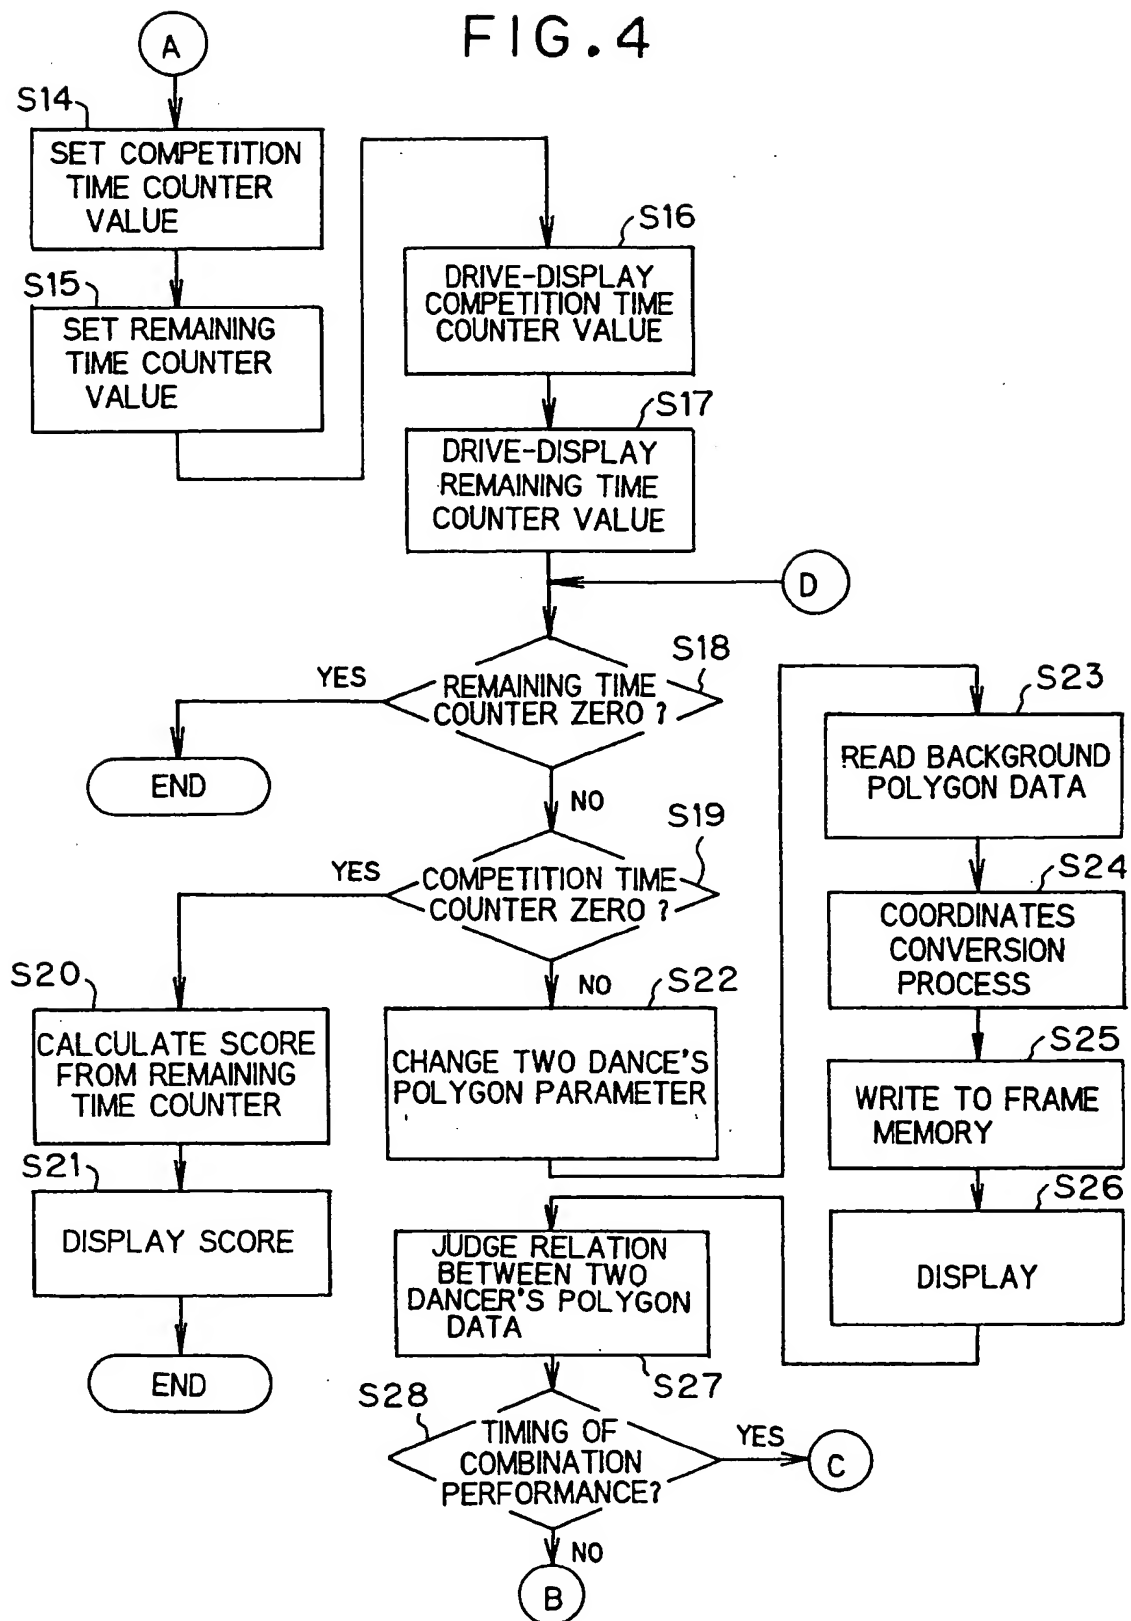 FIG.4
A
S14
SET COMPETITION
TIME COUNTER
VALUE
S15
SET REMAINING
TIME COUNTER
VALUE
S16
DRIVE-DISPLAY
COMPETITION TIME
COUNTER VALUE
S17
DRIVE-DISPLAY
REMAINING TIME
COUNTER VALUE
D
S18
REMAINING TIME
COUNTER ZERO ?
YES
END
NO
S19
COMPETITION TIME
COUNTER ZERO ?
YES
S20
CALCULATE SCORE
FROM REMAINING
TIME COUNTER
S21
DISPLAY SCORE
END
NO
S22
CHANGE TWO DANCE'S
POLYGON PARAMETER
S23
READ BACKGROUND
POLYGON DATA
S24
COORDINATES
CONVERSION
PROCESS
S25
WRITE TO FRAME
MEMORY
S26
DISPLAY
JUDGE RELATION
BETWEEN TWO
DANCER'S POLYGON
DATA
S27
S28
TIMING OF
COMBINATION
PERFORMANCE?
YES
C
NO
B